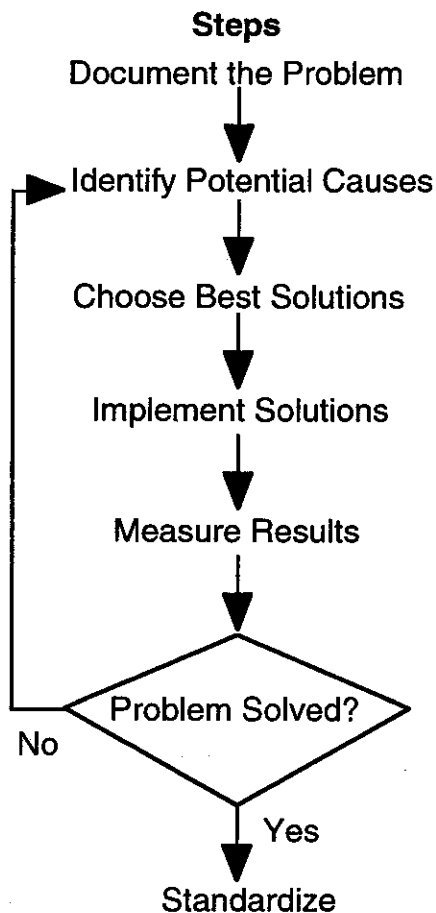 Steps
Document the Problem
Identify Potential Causes
Choose Best Solutions
Implement Solutions
Measure Results
Problem Solved?
No
Yes
Standardize